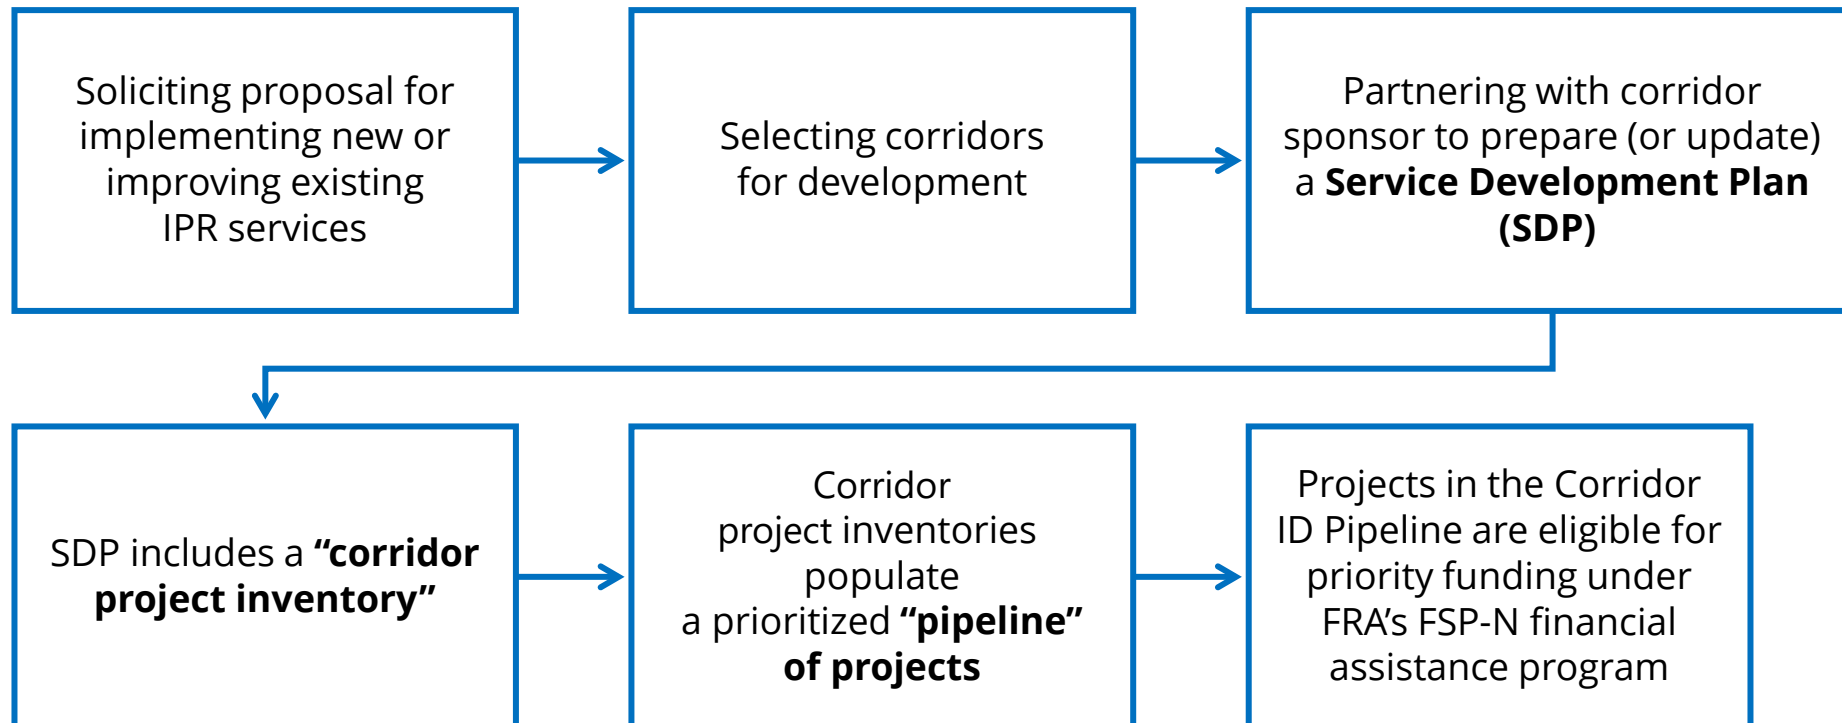 Soliciting proposal for
implementing new or
improving existing
IPR services
Selecting corridors
for development
Partnering with corridor
sponsor to prepare (or update)
a Service Development Plan
(SDP)
SDP includes a “corridor
project inventory”
Corridor
project inventories
populate
a prioritized “pipeline”
of projects
Projects in the Corridor
ID Pipeline are eligible for
priority funding under
FRA’s FSP-N financial
assistance program